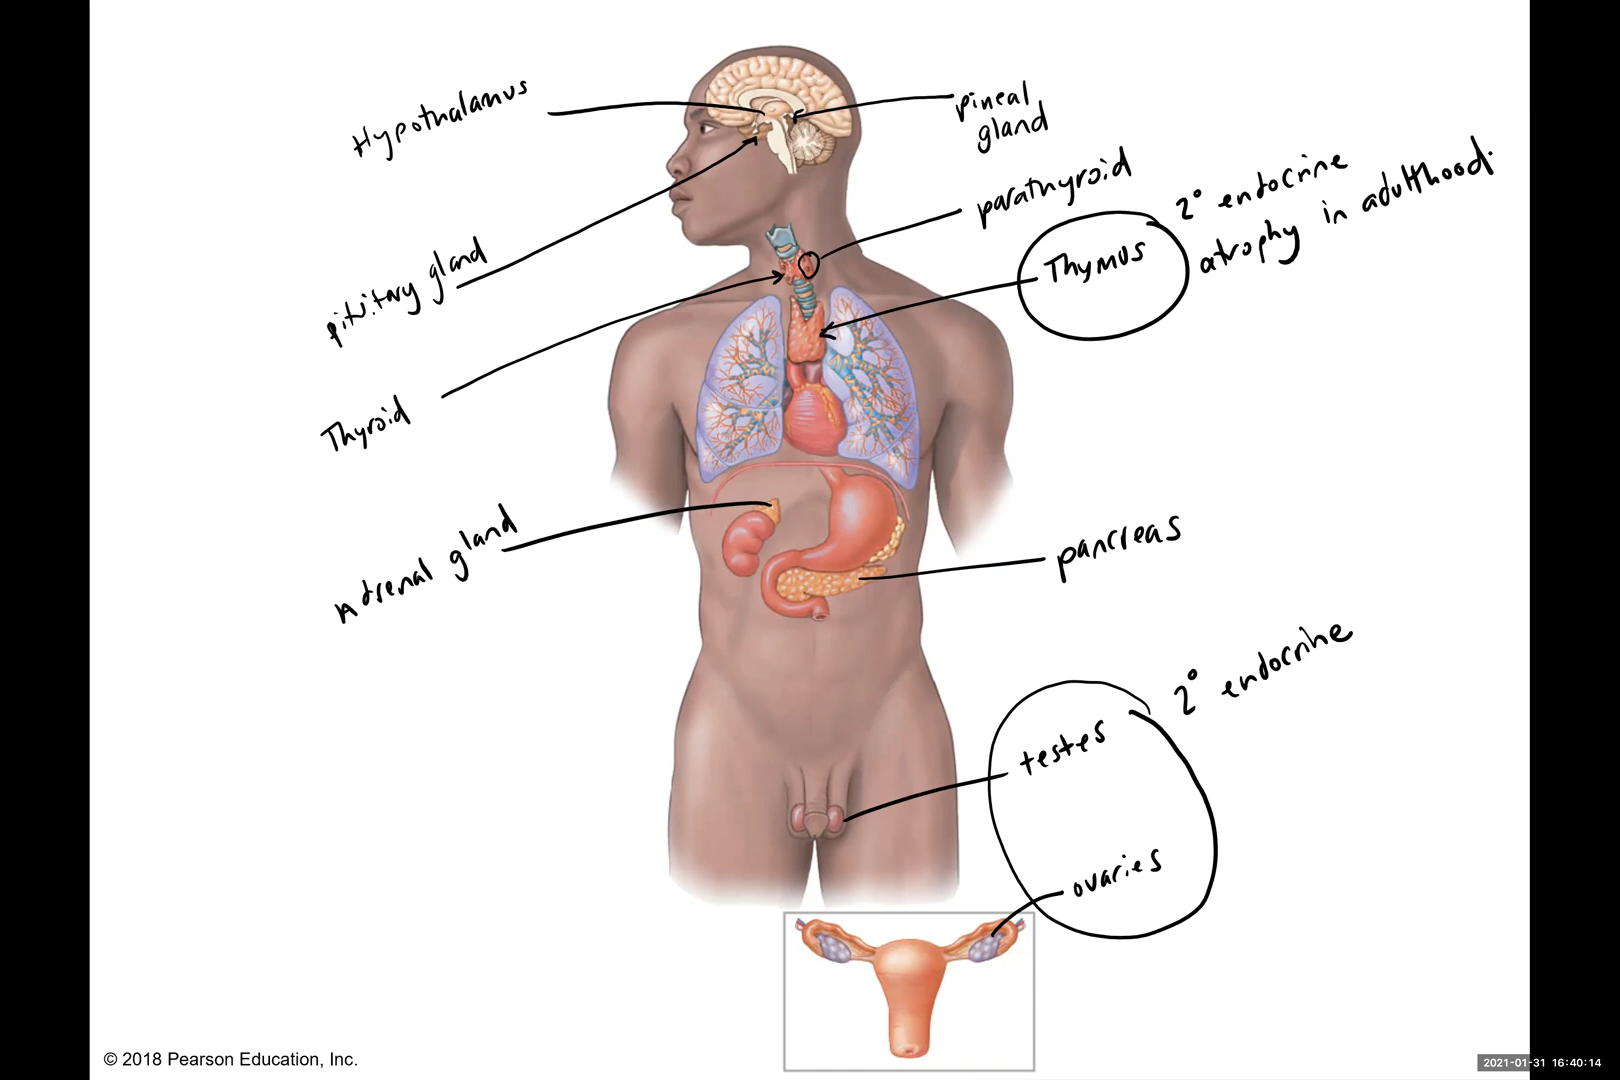 Hypothalamus
pineal
gland
parathyroid
2° endocrine
atrophy in adulthood.
Thymus
pituitary gland
Thyroid
Adrenal gland
pancreas
2° endocrine
testes
ovaries
© 2018 Pearson Education, Inc.
2021-01-31 16:40:14